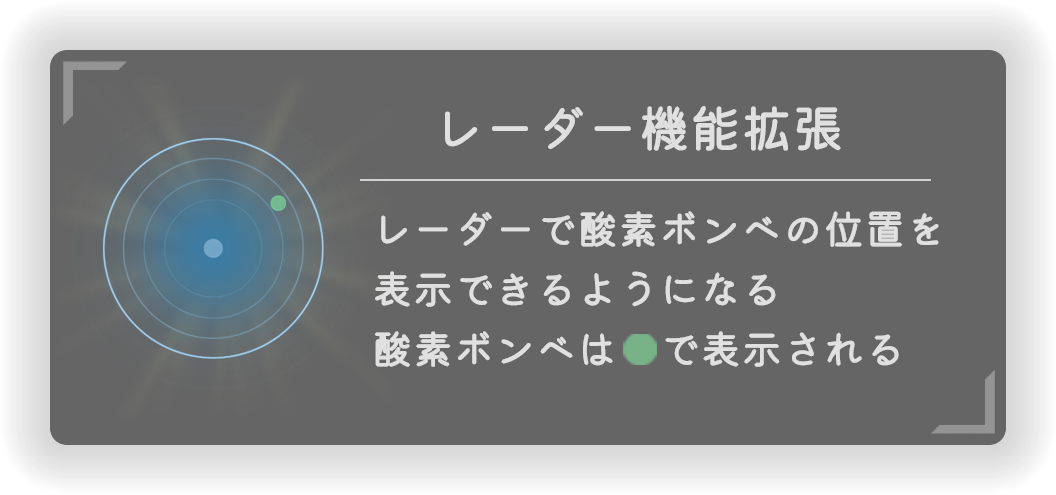 レーダー機能拡張
レーダーで酸素ボンベの位置を
表示できるようになる
酸素ボンベは●で表示される